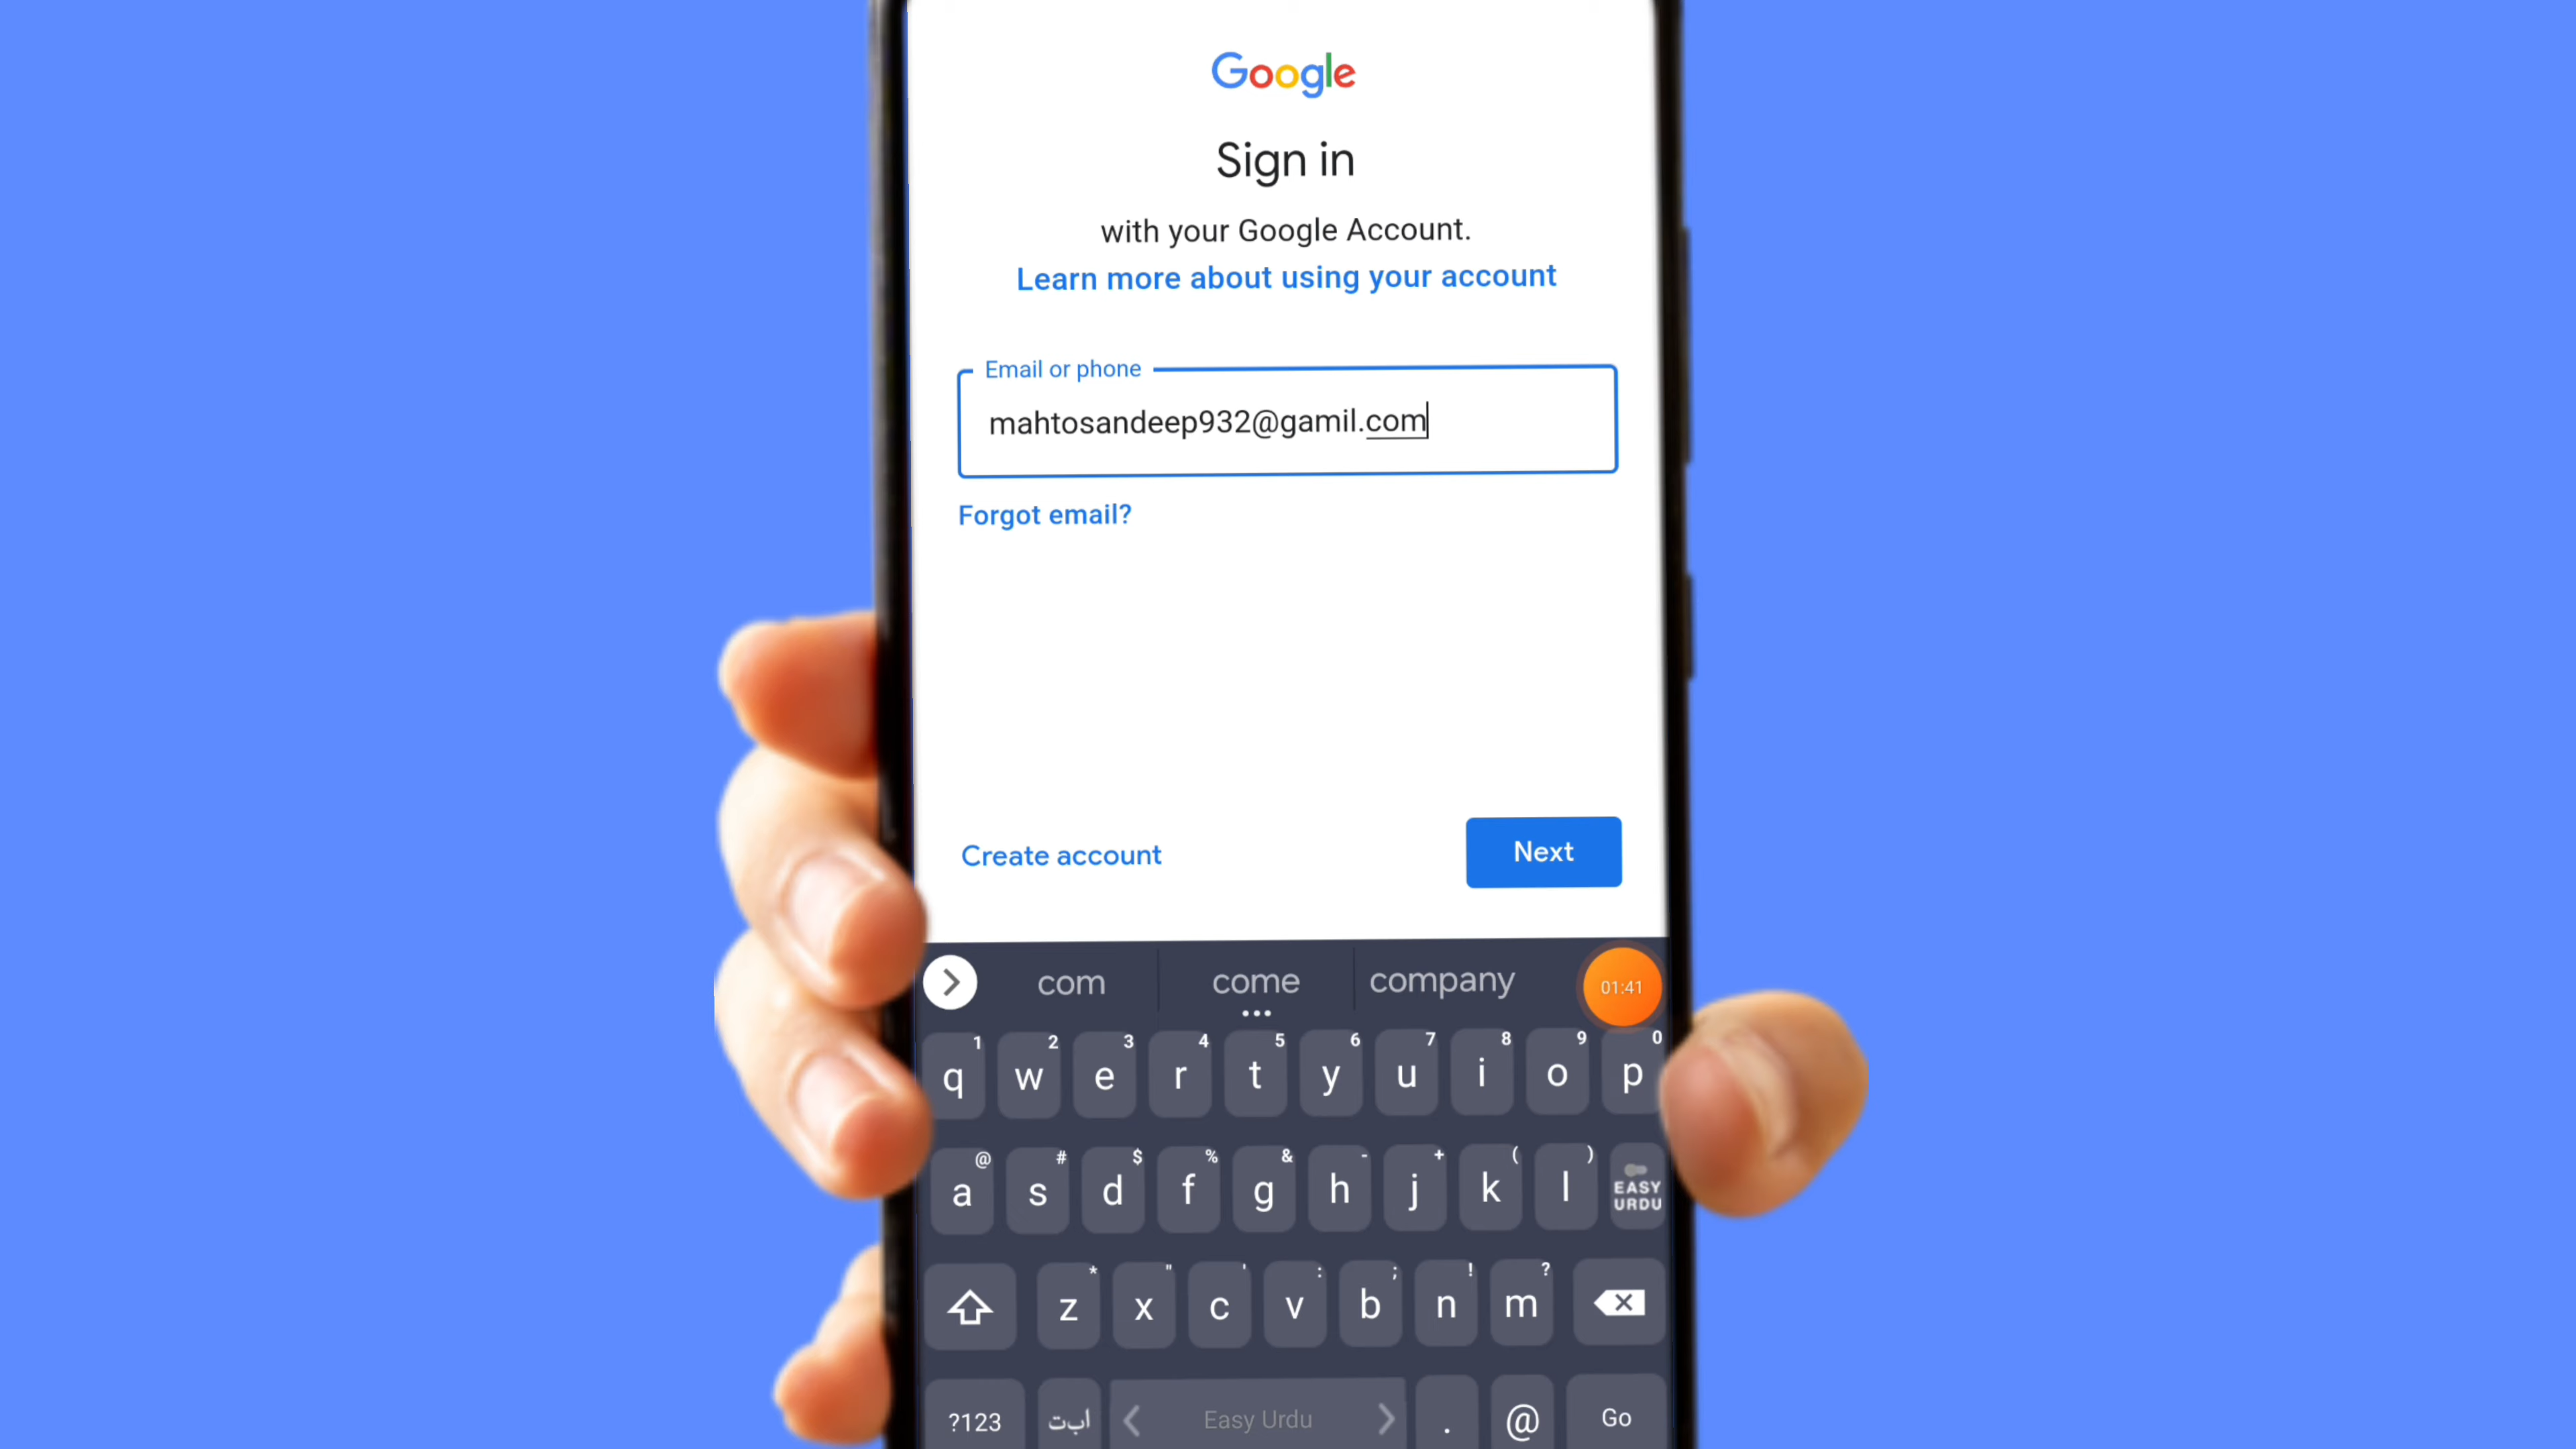 Google
Sign in
with your Google Account.
Learn more about using your account
Email or phone
mahtosandeep932@gamil.com
Forgot email?
Create account
Next
com come company 01:41
1 2 3 4 5 6 7 8 9 0
q w e r t y u i o p
@ # $ % & - + ( )
a s d f g h j k l EASY URDU
* " ' : ; ! ?
z x c v b n m
?123 ابت Easy Urdu . @ Go